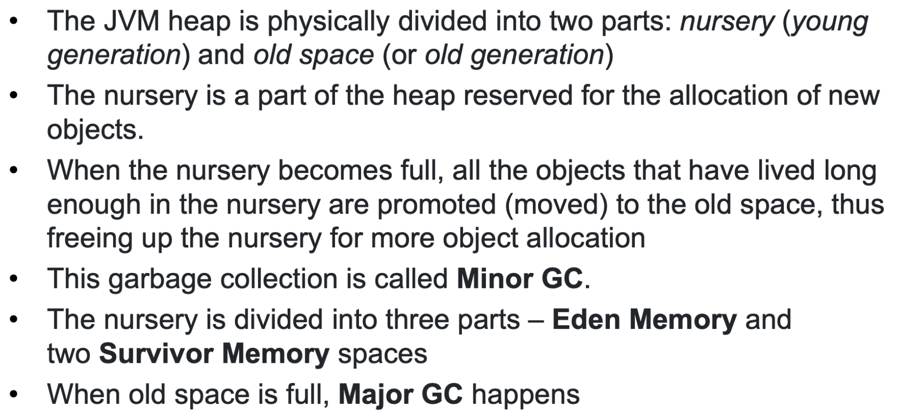 • The JVM heap is physically divided into two parts: nursery (young
generation) and old space (or old generation)
• The nursery is a part of the heap reserved for the allocation of new
objects.
• When the nursery becomes full, all the objects that have lived long
enough in the nursery are promoted (moved) to the old space, thus
freeing up the nursery for more object allocation
• This garbage collection is called Minor GC.
• The nursery is divided into three parts – Eden Memory and
two Survivor Memory spaces
• When old space is full, Major GC happens